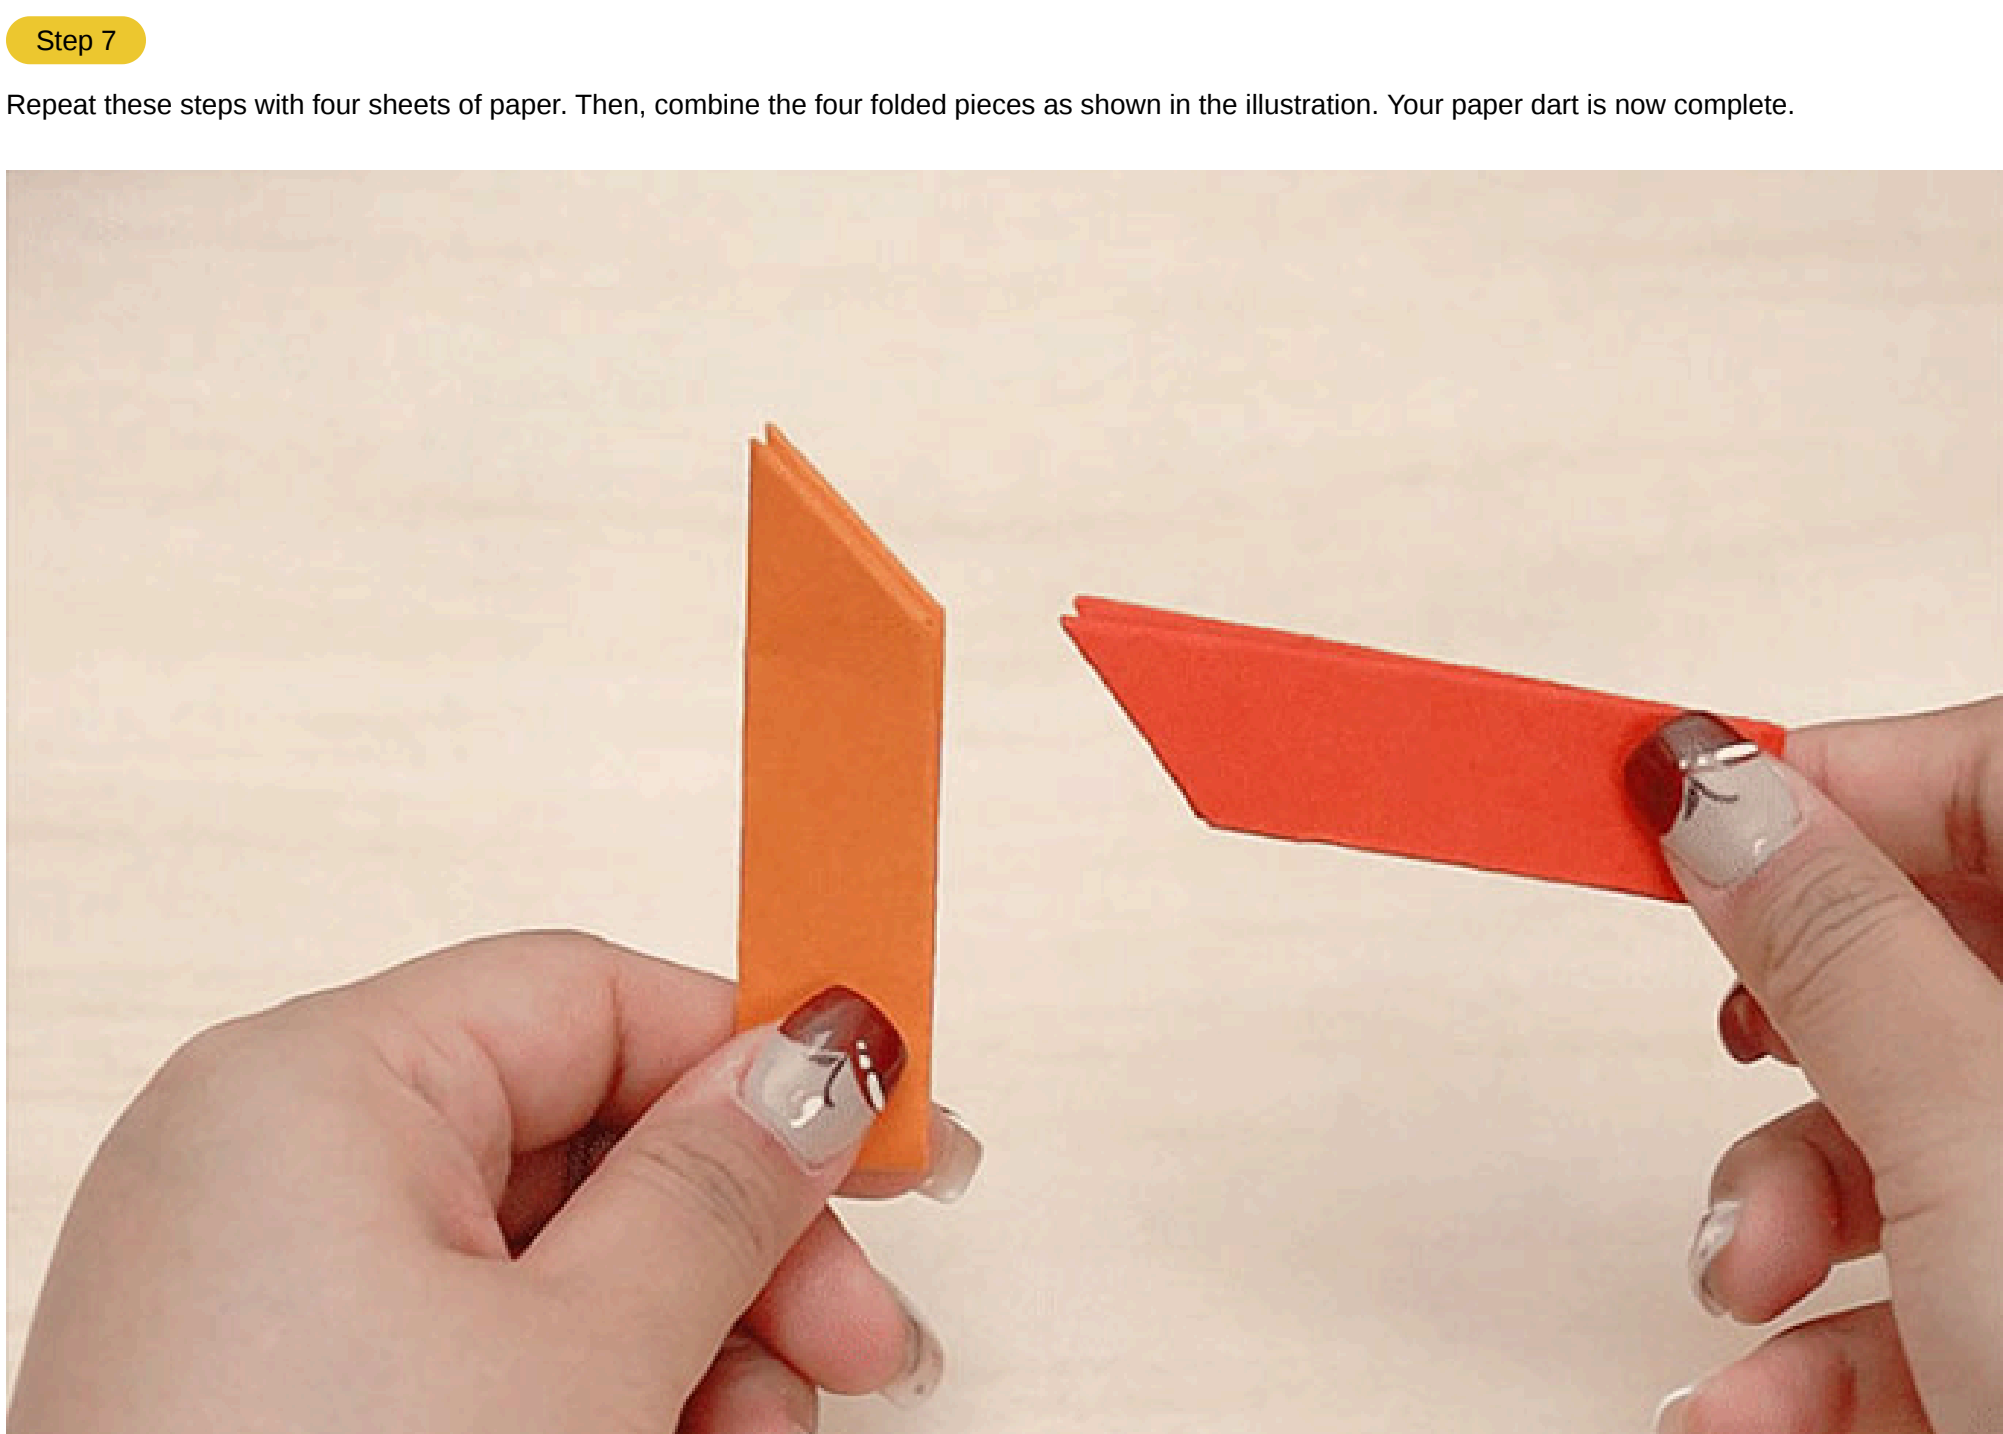 Step 7
Repeat these steps with four sheets of paper. Then, combine the four folded pieces as shown in the illustration. Your paper dart is now complete.